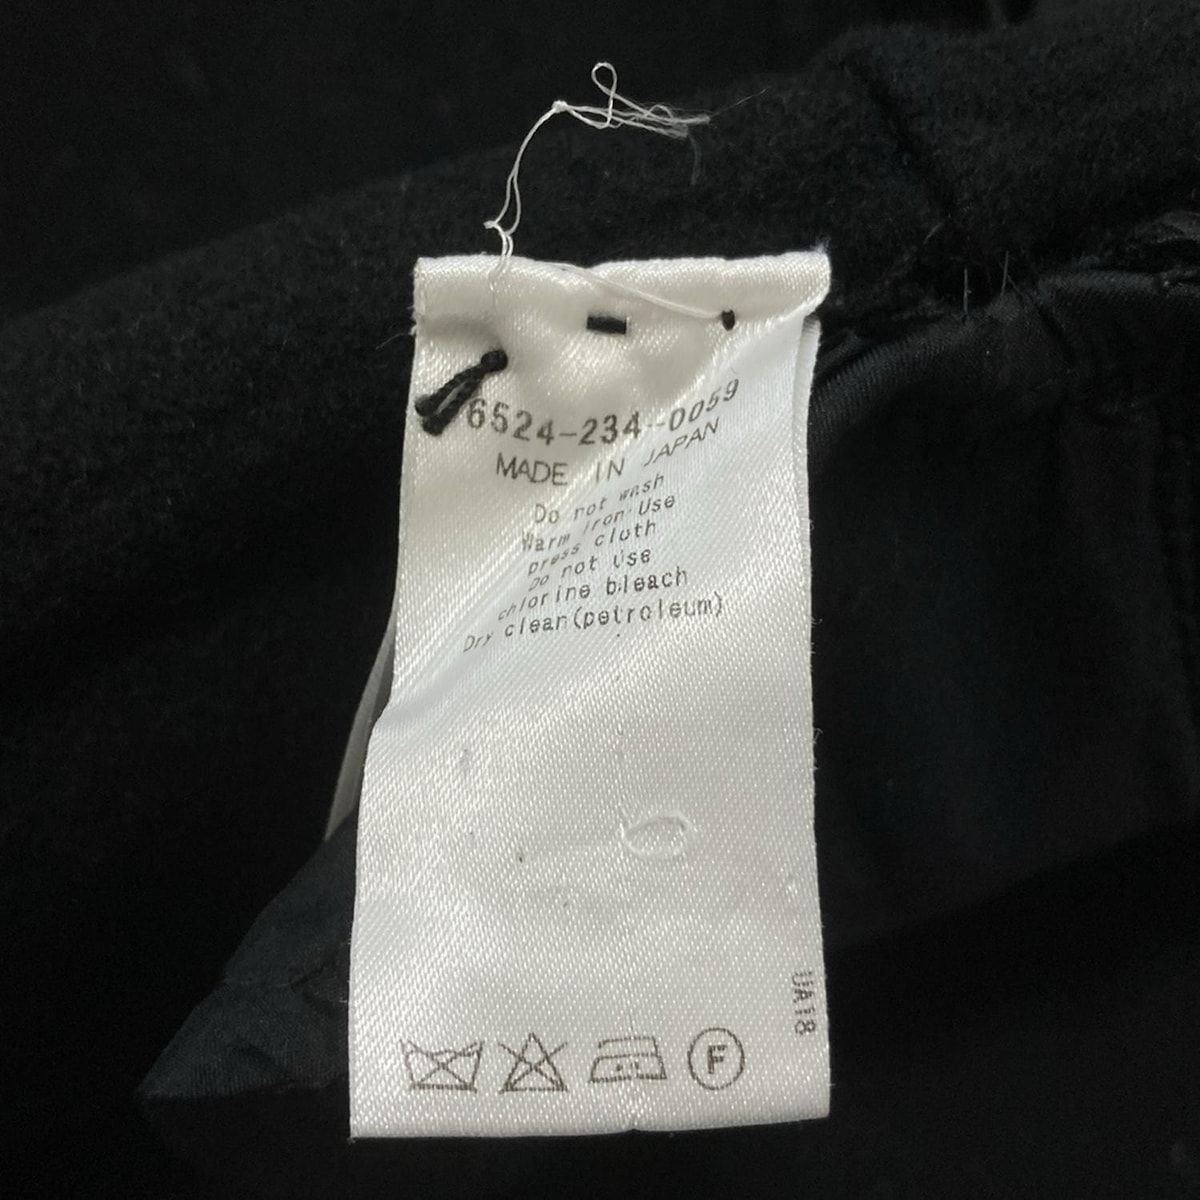 6524-234-0059
MADE IN JAPAN
Do not wash
Warm iron Use
press cloth
Do not Use
chlorine bleach
Dry clean(petroleum)
UA18
F